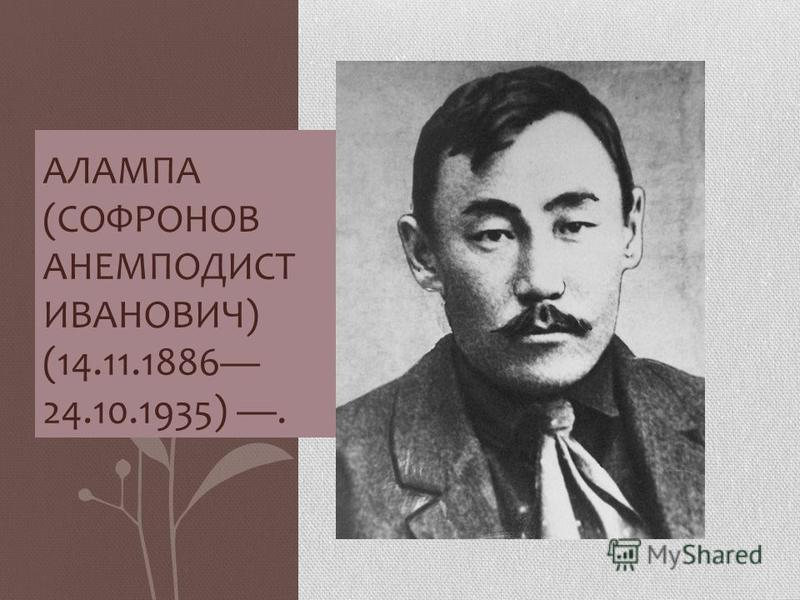 АЛАМПА
(СОФРОНОВ
АНЕМПОДИСТ
ИВАНОВИЧ)
(14.11.1886—
24.10.1935) —.
MyShared